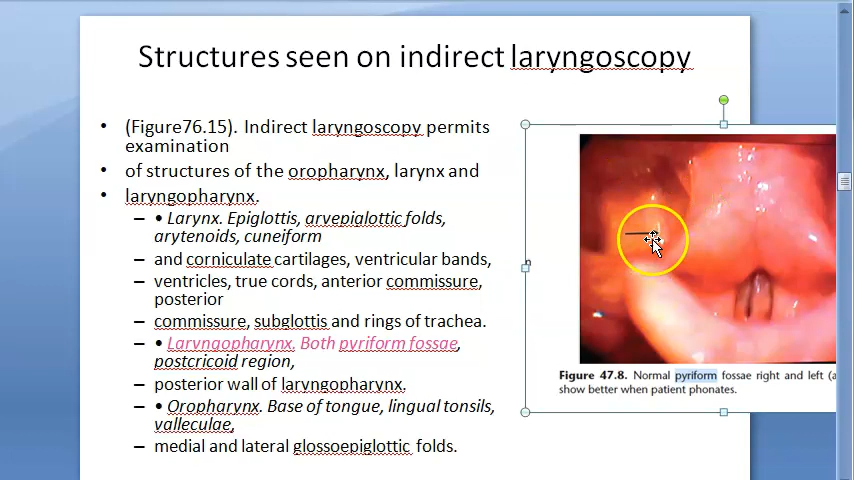 Structures seen on indirect laryngoscopy
• (Figure76.15). Indirect laryngoscopy permits
examination
• of structures of the oropharynx, larynx and
• laryngopharynx.
– • Larynx. Epiglottis, arvepiglottic folds,
arytenoids, cuneiform
– and corniculate cartilages, ventricular bands,
– ventricles, true cords, anterior commissure,
posterior
– commissure, subglottis and rings of trachea.
– • Laryngopharynx. Both pyriform fossae,
postcricoid region,
– posterior wall of laryngopharynx.
– • Oropharynx. Base of tongue, lingual tonsils,
valleculae,
– medial and lateral glossoepiglottic folds.
Figure 47.8. Normal pyriform fossae right and left (a
show better when patient phonates.